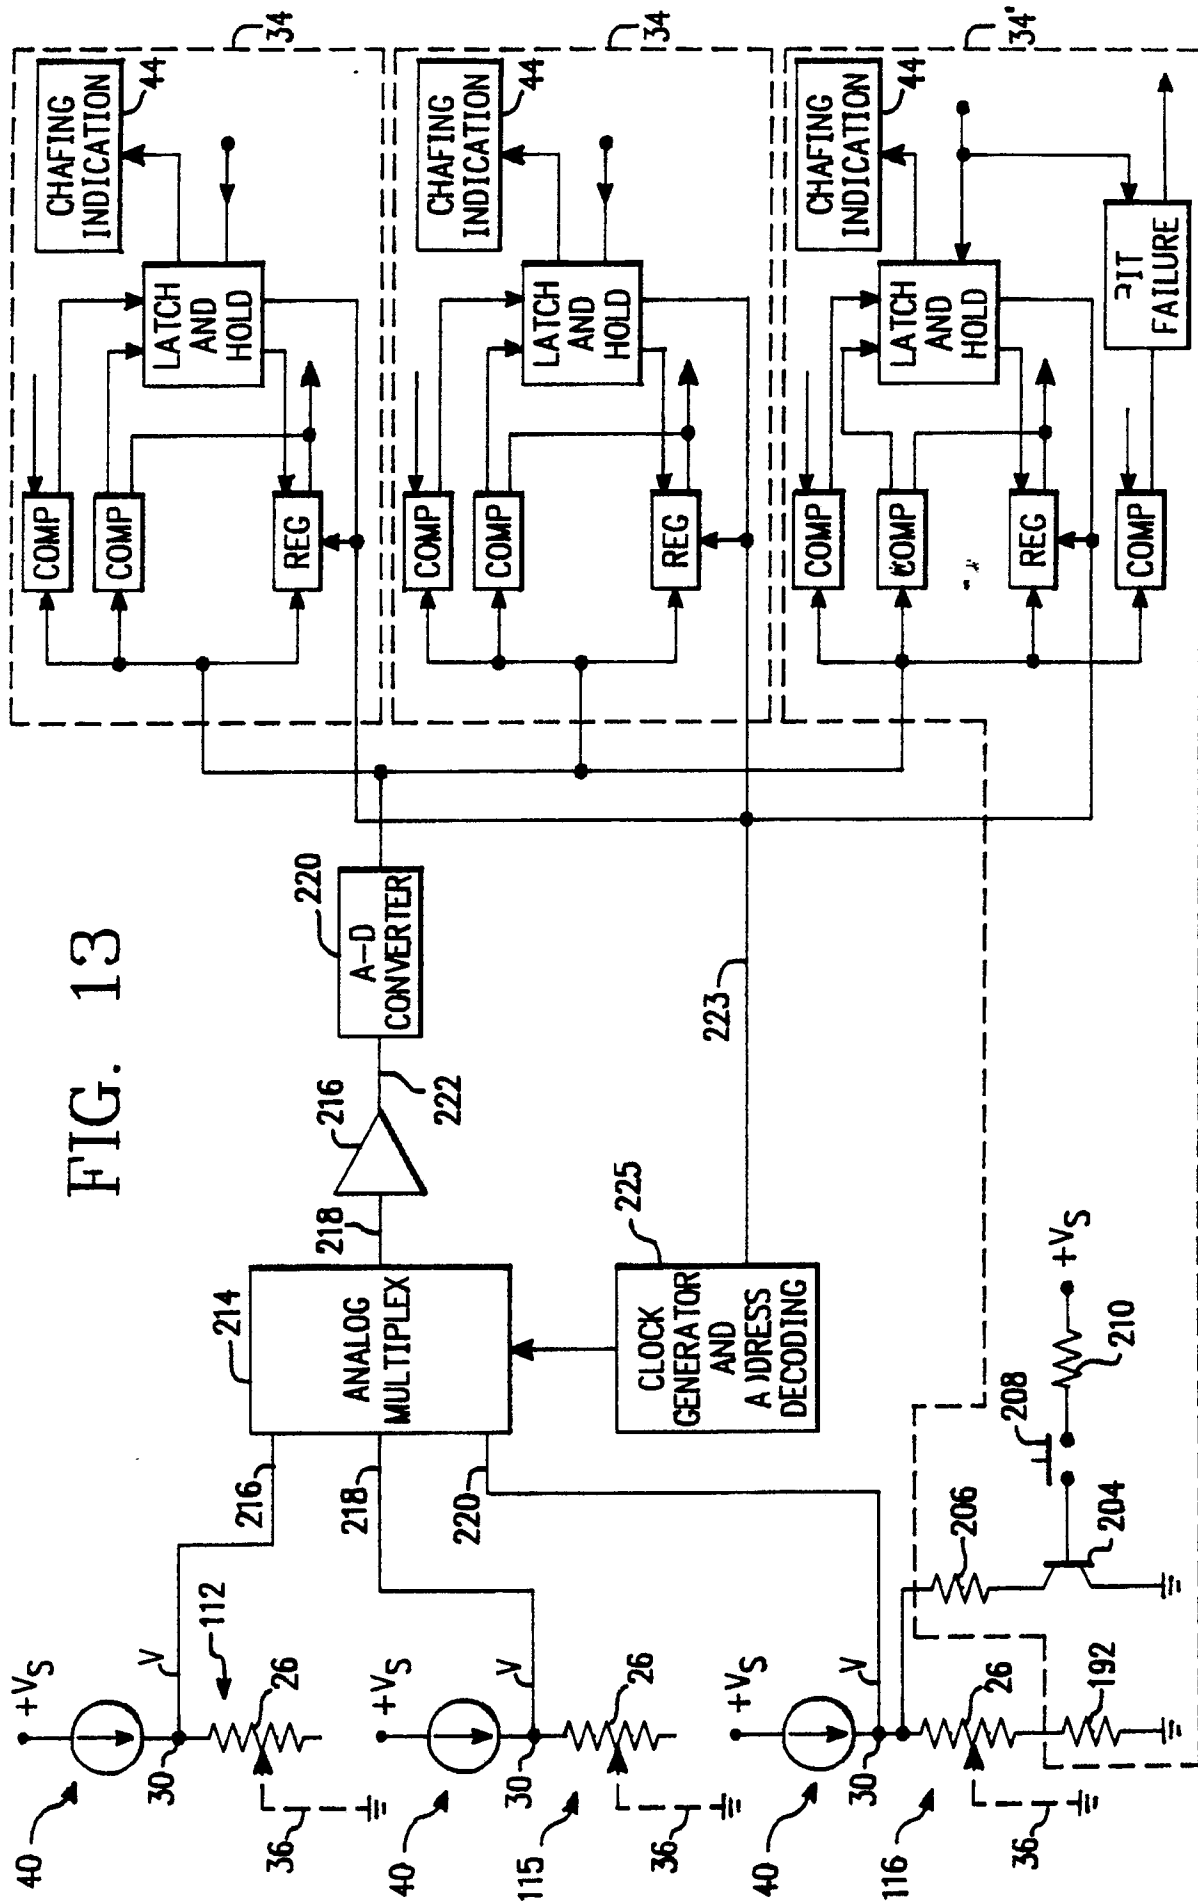 FIG. 13
40
+VS
30
V
112
26
36
216
40
+VS
30
V
115
26
36
218
40
+VS
30
V
116
26
36
192
220
206
204
208
210
+VS
214
ANALOG
MULTIPLEX
218
216
222
220
A-D
CONVERTER
225
CLOCK
GENERATOR
AND
A)DRESS
DECODING
223
34
COMP
COMP
REG
LATCH
AND
HOLD
CHAFING
INDICATION
44
34
COMP
COMP
REG
LATCH
AND
HOLD
CHAFING
INDICATION
44
34'
COMP
COMP
REG
COMP
LATCH
AND
HOLD
CHAFING
INDICATION
44
IT
FAILURE